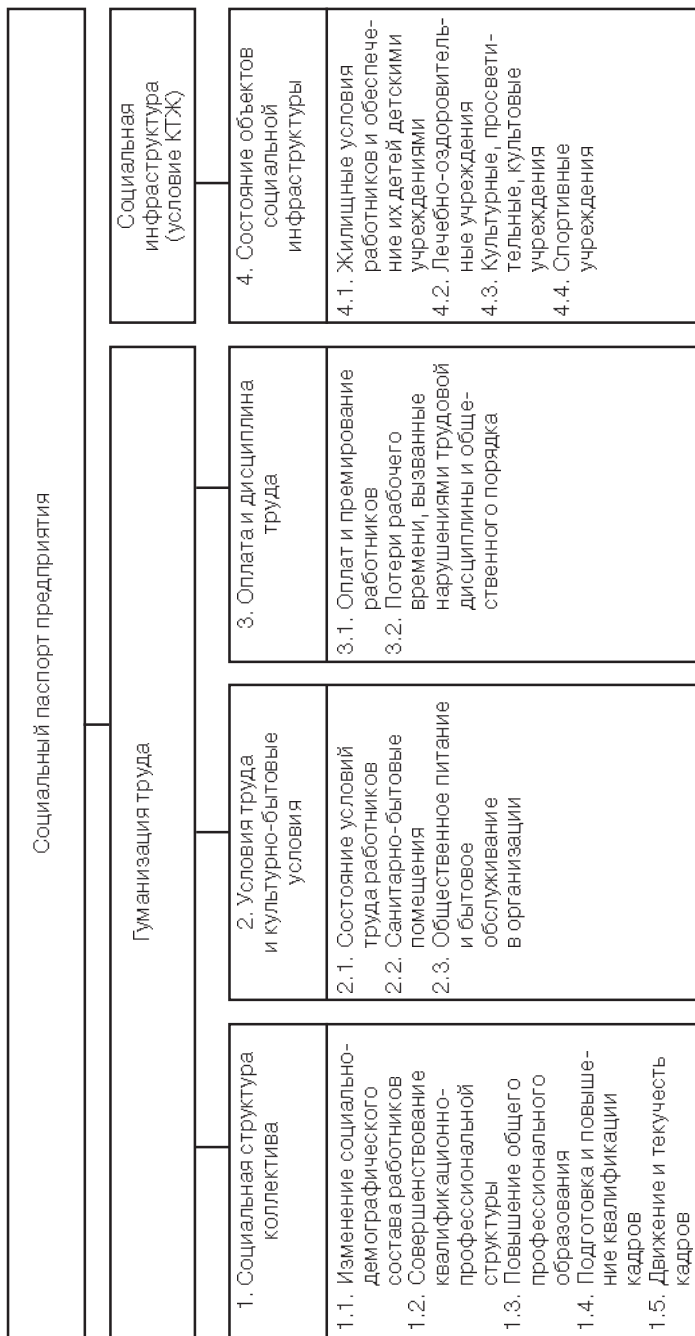 Социальный паспорт предприятия
Гуманизация труда
Социальная
инфраструктура
(условие КТЖ)
1. Социальная структура
коллектива
2. Условия труда
и культурно-бытовые
условия
3. Оплата и дисциплина
труда
4. Состояние объектов
социальной
инфраструктуры
1.1. Изменение социально-
демографического
состава работников
1.2. Совершенствование
квалификационно-
профессиональной
структуры
1.3. Повышение общего
профессионального
образования
1.4. Подготовка и повыше-
ние квалификации
кадров
1.5. Движение и текучесть
кадров
2.1. Состояние условий
труда работников
2.2. Санитарно-бытовые
помещения
2.3. Общественное питание
и бытовое
обслуживание
в организации
3.1. Оплат и премирование
работников
3.2. Потери рабочего
времени, вызванные
нарушениями трудовой
дисциплины и обще-
ственного порядка
4.1. Жилищные условия
работников и обеспече-
ние их детей детскими
учреждениями
4.2. Лечебно-оздоровитель-
ные учреждения
4.3. Культурные, просвети-
тельные, культовые
учреждения
4.4. Спортивные
учреждения